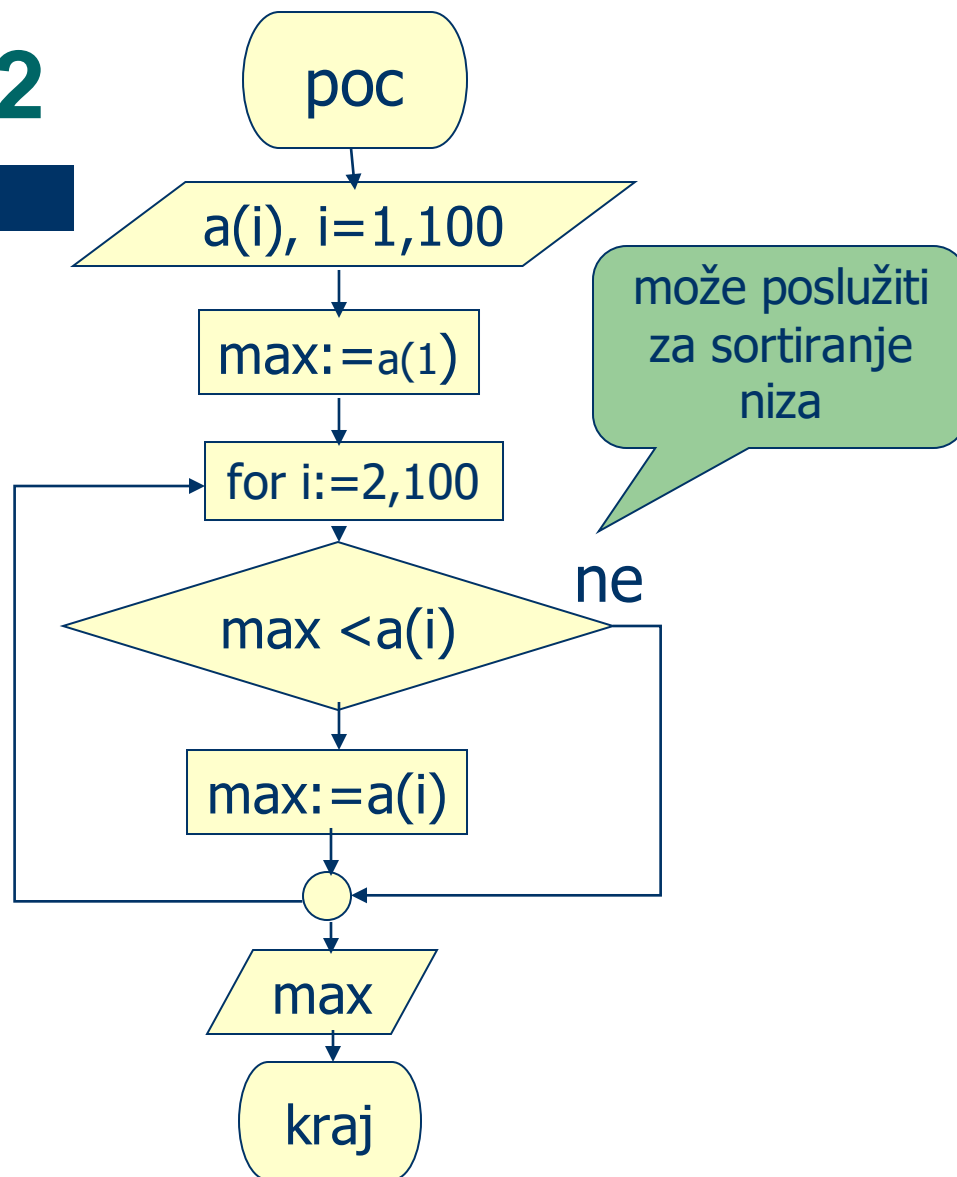 2
poc
a(i), i=1,100
max:=a(1)
može poslužiti
za sortiranje
niza
for i:=2,100
ne
max <a(i)
max:=a(i)
max
kraj